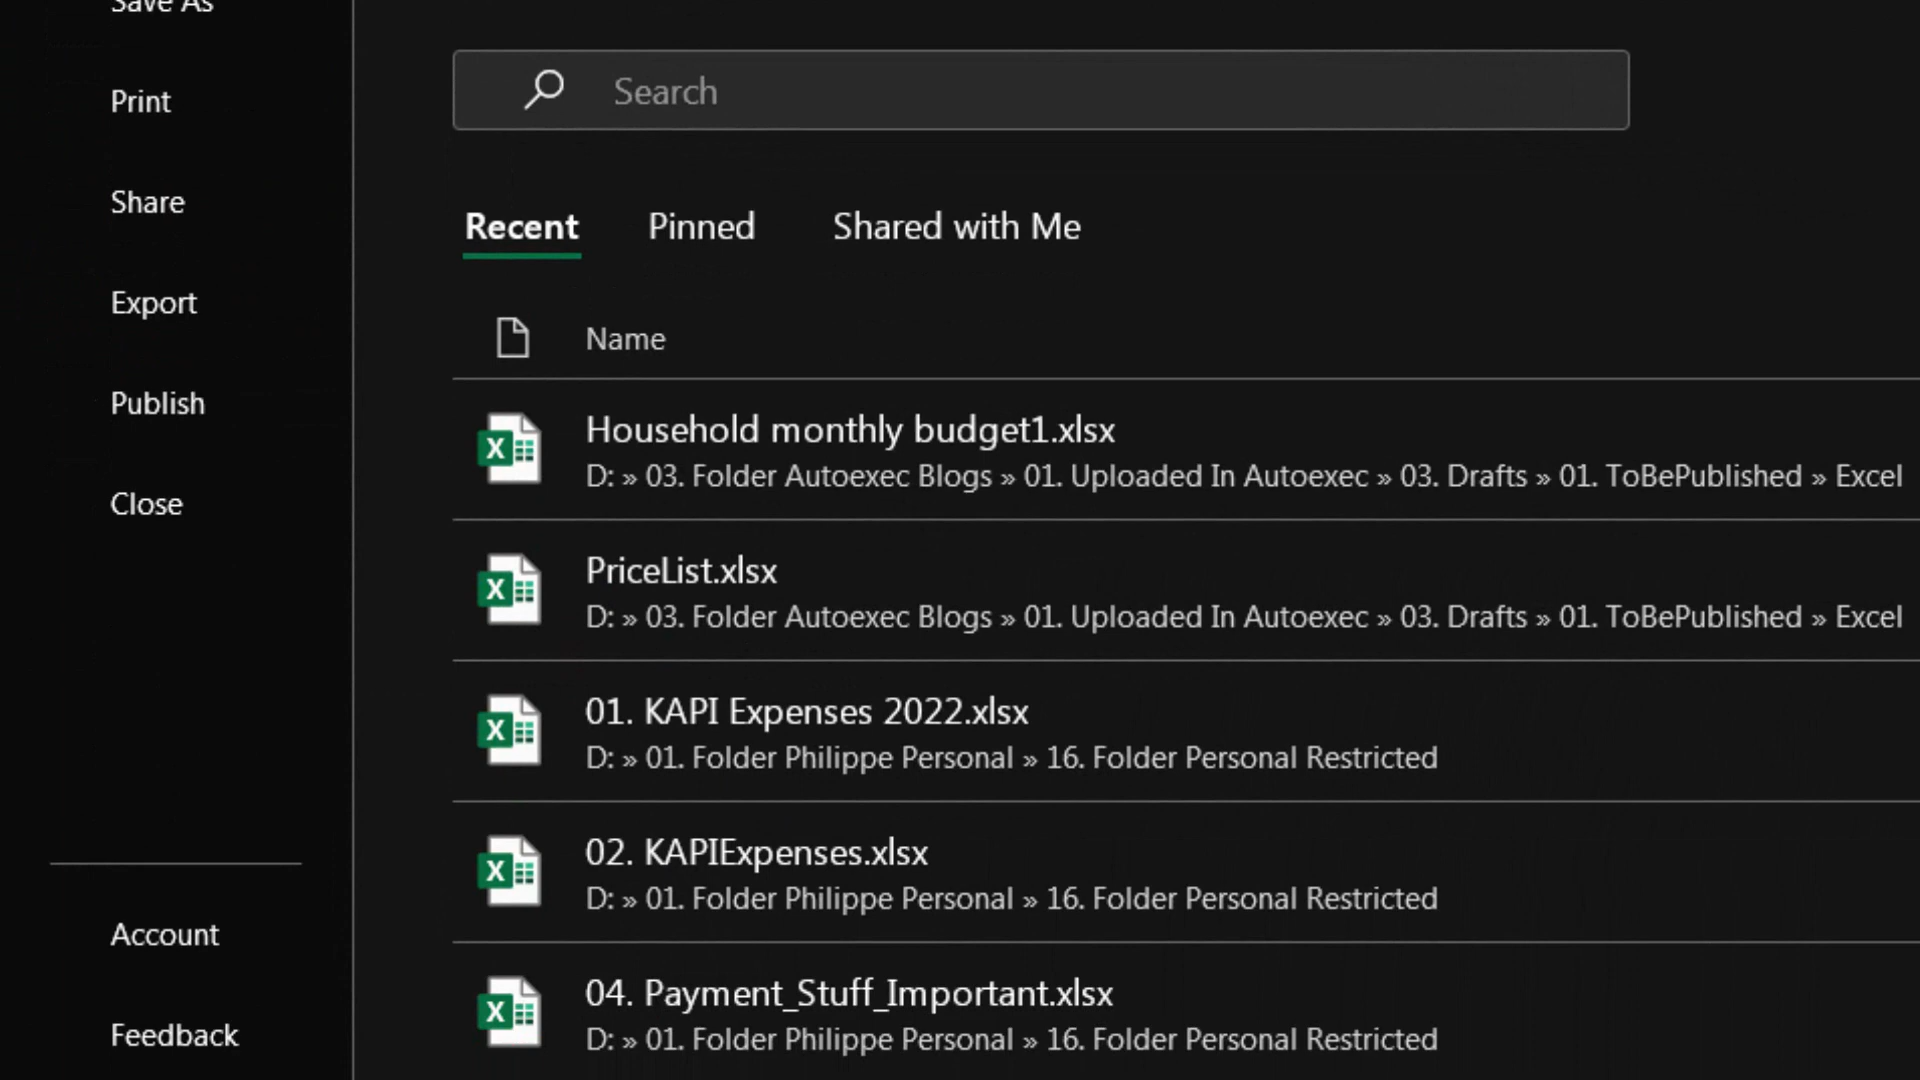 Save As
Print
Share
Export
Publish
Close
Account
Feedback
Search
Recent Pinned Shared with Me
Name
Household monthly budget1.xlsx
D: » 03. Folder Autoexec Blogs » 01. Uploaded In Autoexec » 03. Drafts » 01. ToBePublished » Excel
PriceList.xlsx
D: » 03. Folder Autoexec Blogs » 01. Uploaded In Autoexec » 03. Drafts » 01. ToBePublished » Excel
01. KAPI Expenses 2022.xlsx
D: » 01. Folder Philippe Personal » 16. Folder Personal Restricted
02. KAPIExpenses.xlsx
D: » 01. Folder Philippe Personal » 16. Folder Personal Restricted
04. Payment_Stuff_Important.xlsx
D: » 01. Folder Philippe Personal » 16. Folder Personal Restricted